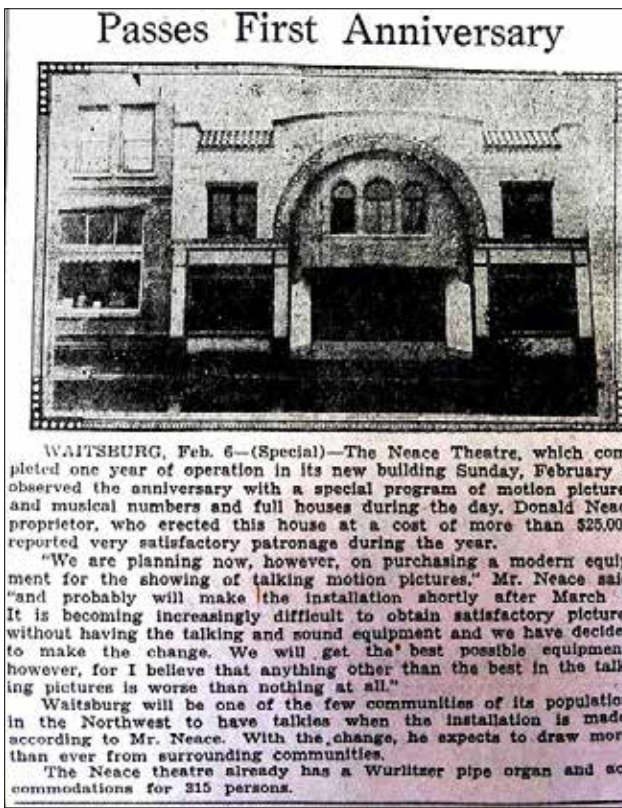 Passes First Anniversary
WAITSBURG, Feb. 6—(Special)—The Neace Theatre, which com
pleted one year of operation in its new building Sunday, February
observed the anniversary with a special program of motion picture
and musical numbers and full houses during the day. Donald Neac
proprietor, who erected this house at a cost of more than $25,00
reported very satisfactory patronage during the year.
"We are planning now, however, on purchasing a modern equip
ment for the showing of talking motion pictures," Mr. Neace said
"and probably will make the installation shortly after March
It is becoming increasingly difficult to obtain satisfactory picture
without having the talking and sound equipment and we have decide
to make the change. We will get the best possible equipmen
however, for I believe that anything other than the best in the talk
ing pictures is worse than nothing at all."
Waitsburg will be one of the few communities of its population
in the Northwest to have talkies when the installation is made
according to Mr. Neace. With the change, he expects to draw mor
than ever from surrounding communities.
The Neace theatre already has a Wurlitzer pipe organ and ac
commodations for 315 persons.